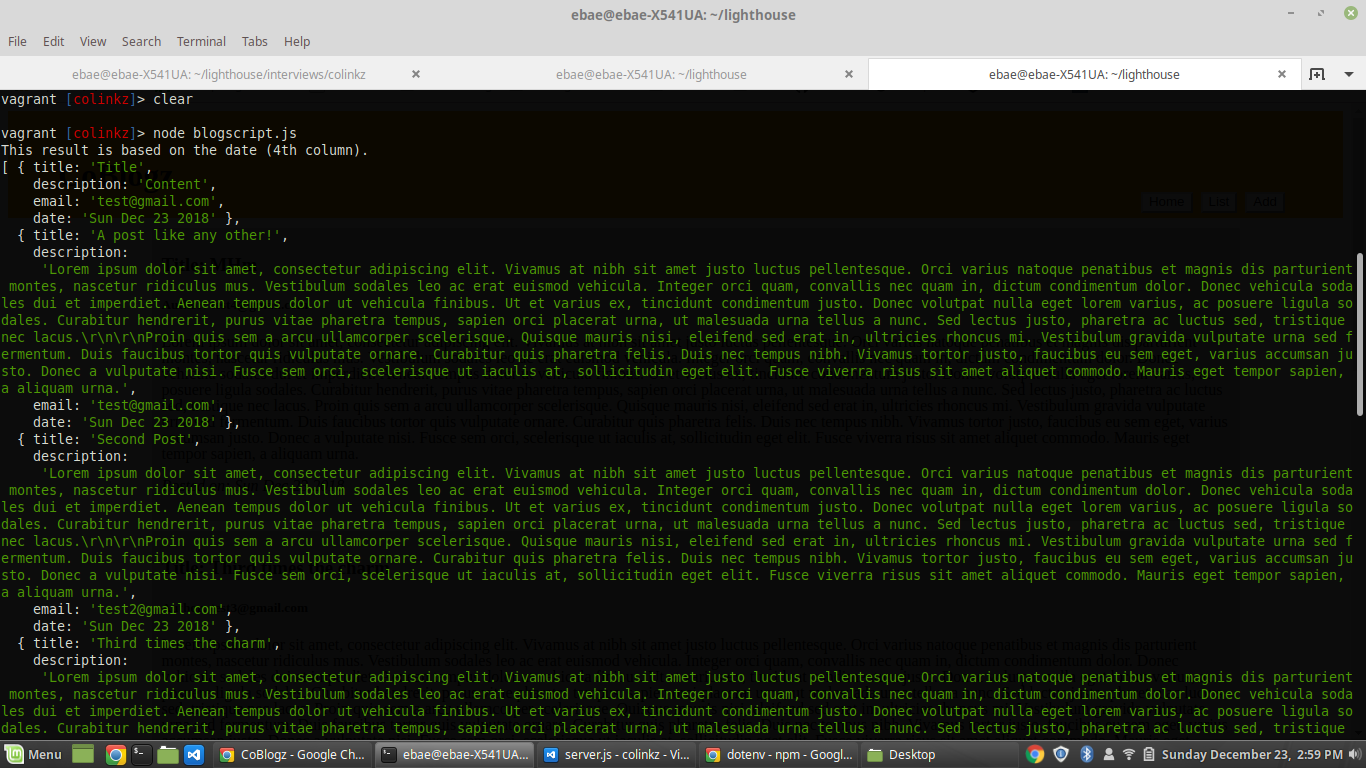 ebae@ebae-X541UA: ~/lighthouse
File Edit View Search Terminal Tabs Help
ebae@ebae-X541UA: ~/lighthouse/interviews/colinkz ebae@ebae-X541UA: ~/lighthouse ebae@ebae-X541UA: ~/lighthouse
vagrant [colinkz]> clear
vagrant [colinkz]> node blogscript.js
This result is based on the date (4th column).
[ { title: 'Title',
description: 'Content',
email: 'test@gmail.com',
Home List Add
date: 'Sun Dec 23 2018' },
{ title: 'A post like any other!',
description:
'Lorem ipsum dolor sit amet, consectetur adipiscing elit. Vivamus at nibh sit amet justo luctus pellentesque. Orci varius natoque penatibus et magnis dis parturient
montes, nascetur ridiculus mus. Vestibulum sodales leo ac erat euismod vehicula. Integer orci quam, convallis nec quam in, dictum condimentum dolor. Donec vehicula soda
les dui et imperdiet. Aenean tempus dolor ut vehicula finibus. Ut et varius ex, tincidunt condimentum justo. Donec volutpat nulla eget lorem varius, ac posuere ligula so
dales. Curabitur hendrerit, purus vitae pharetra tempus, sapien orci placerat urna, ut malesuada urna tellus a nunc. Sed lectus justo, pharetra ac luctus sed, tristique
nec lacus.\r\n\r\nProin quis sem a arcu ullamcorper scelerisque. Quisque mauris nisi, eleifend sed erat in, ultricies rhoncus mi. Vestibulum gravida vulputate urna sed f
ermentum. Duis faucibus tortor quis vulputate ornare. Curabitur quis pharetra felis. Duis nec tempus nibh. Vivamus tortor justo, faucibus eu sem eget, varius accumsan ju
sto. Donec a vulputate nisi. Fusce sem orci, scelerisque ut iaculis at, sollicitudin eget elit. Fusce viverra risus sit amet aliquet commodo. Mauris eget tempor sapien,
a aliquam urna.',
email: 'test@gmail.com',
date: 'Sun Dec 23 2018' },
{ title: 'Second Post',
description:
'Lorem ipsum dolor sit amet, consectetur adipiscing elit. Vivamus at nibh sit amet justo luctus pellentesque. Orci varius natoque penatibus et magnis dis parturient
montes, nascetur ridiculus mus. Vestibulum sodales leo ac erat euismod vehicula. Integer orci quam, convallis nec quam in, dictum condimentum dolor. Donec vehicula soda
les dui et imperdiet. Aenean tempus dolor ut vehicula finibus. Ut et varius ex, tincidunt condimentum justo. Donec volutpat nulla eget lorem varius, ac posuere ligula so
dales. Curabitur hendrerit, purus vitae pharetra tempus, sapien orci placerat urna, ut malesuada urna tellus a nunc. Sed lectus justo, pharetra ac luctus sed, tristique
nec lacus.\r\n\r\nProin quis sem a arcu ullamcorper scelerisque. Quisque mauris nisi, eleifend sed erat in, ultricies rhoncus mi. Vestibulum gravida vulputate urna sed f
ermentum. Duis faucibus tortor quis vulputate ornare. Curabitur quis pharetra felis. Duis nec tempus nibh. Vivamus tortor justo, faucibus eu sem eget, varius accumsan ju
sto. Donec a vulputate nisi. Fusce sem orci, scelerisque ut iaculis at, sollicitudin eget elit. Fusce viverra risus sit amet aliquet commodo. Mauris eget tempor sapien,
a aliquam urna.',
email: 'test2@gmail.com',
date: 'Sun Dec 23 2018' },
{ title: 'Third times the charm',
description:
'Lorem ipsum dolor sit amet, consectetur adipiscing elit. Vivamus at nibh sit amet justo luctus pellentesque. Orci varius natoque penatibus et magnis dis parturient
montes, nascetur ridiculus mus. Vestibulum sodales leo ac erat euismod vehicula. Integer orci quam, convallis nec quam in, dictum condimentum dolor. Donec vehicula soda
les dui et imperdiet. Aenean tempus dolor ut vehicula finibus. Ut et varius ex, tincidunt condimentum justo. Donec volutpat nulla eget lorem varius, ac posuere ligula so
dales. Curabitur hendrerit, purus vitae pharetra tempus, sapien orci placerat urna, ut malesuada urna tellus a nunc. Sed lectus justo, pharetra ac luctus sed, tristique
Menu CoBlogz - Google Ch... ebae@ebae-X541UA... server.js - colinkz - Vi... dotenv - npm - Googl... Desktop Sunday December 23, 2:59 PM